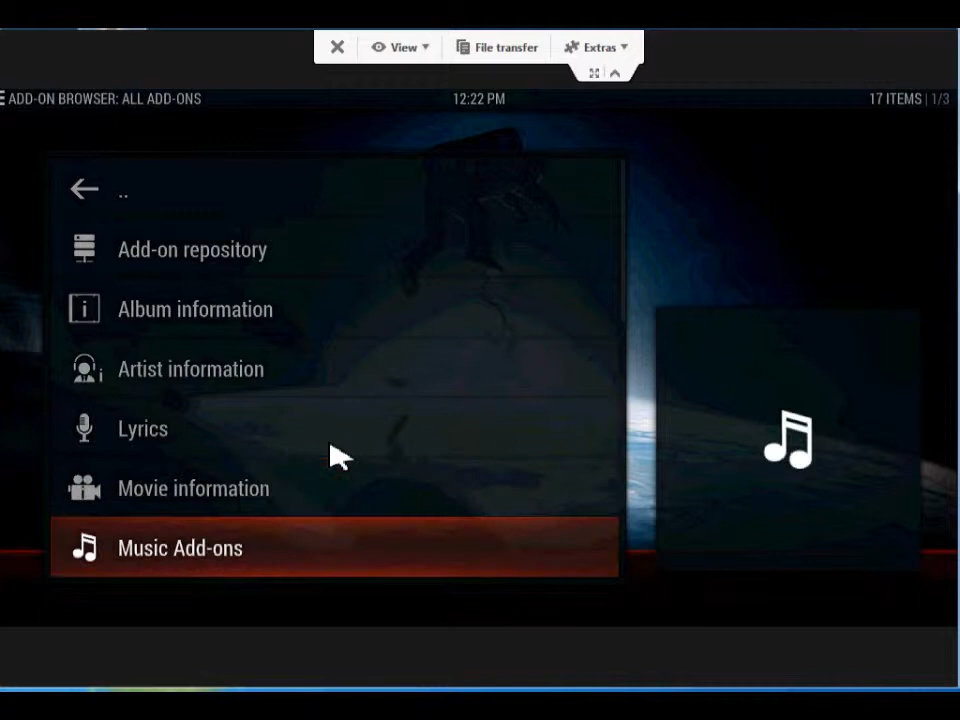 View
File transfer
Extras
ADD-ON BROWSER: ALL ADD-ONS
12:22 PM
17 ITEMS | 1/3
..
Add-on repository
i
Album information
i
Artist information
Lyrics
Movie information
Music Add-ons